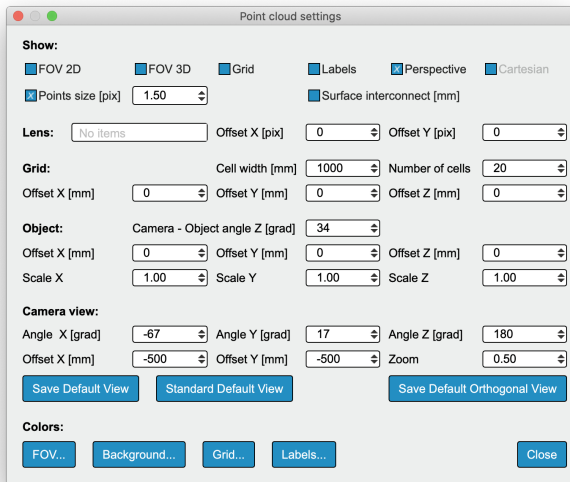 Point cloud settings
Show:
FOV 2D FOV 3D Grid Labels X Perspective Cartesian
X Points size [pix] 1.50 Surface interconnect [mm]
Lens: No items Offset X [pix] 0 Offset Y [pix] 0
Grid: Cell width [mm] 1000 Number of cells 20
Offset X [mm] 0 Offset Y [mm] 0 Offset Z [mm] 0
Object: Camera - Object angle Z [grad] 34
Offset X [mm] 0 Offset Y [mm] 0 Offset Z [mm] 0
Scale X 1.00 Scale Y 1.00 Scale Z 1.00
Camera view:
Angle X [grad] -67 Angle Y [grad] 17 Angle Z [grad] 180
Offset X [mm] -500 Offset Y [mm] -500 Zoom 0.50
Save Default View Standard Default View Save Default Orthogonal View
Colors:
FOV... Background... Grid... Labels... Close